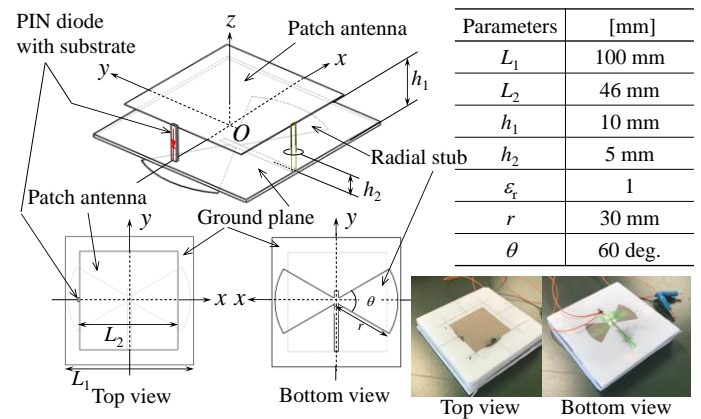 PIN diode
with substrate
z
Patch antenna
x
y
h1
O
Radial stub
h2
Patch antenna
Ground plane
y
y
x
x
θ
r
L2
L1
Top view
Bottom view
Parameters [mm]
L1 100 mm
L2 46 mm
h1 10 mm
h2 5 mm
εr 1
r 30 mm
θ 60 deg.
Top view
Bottom view